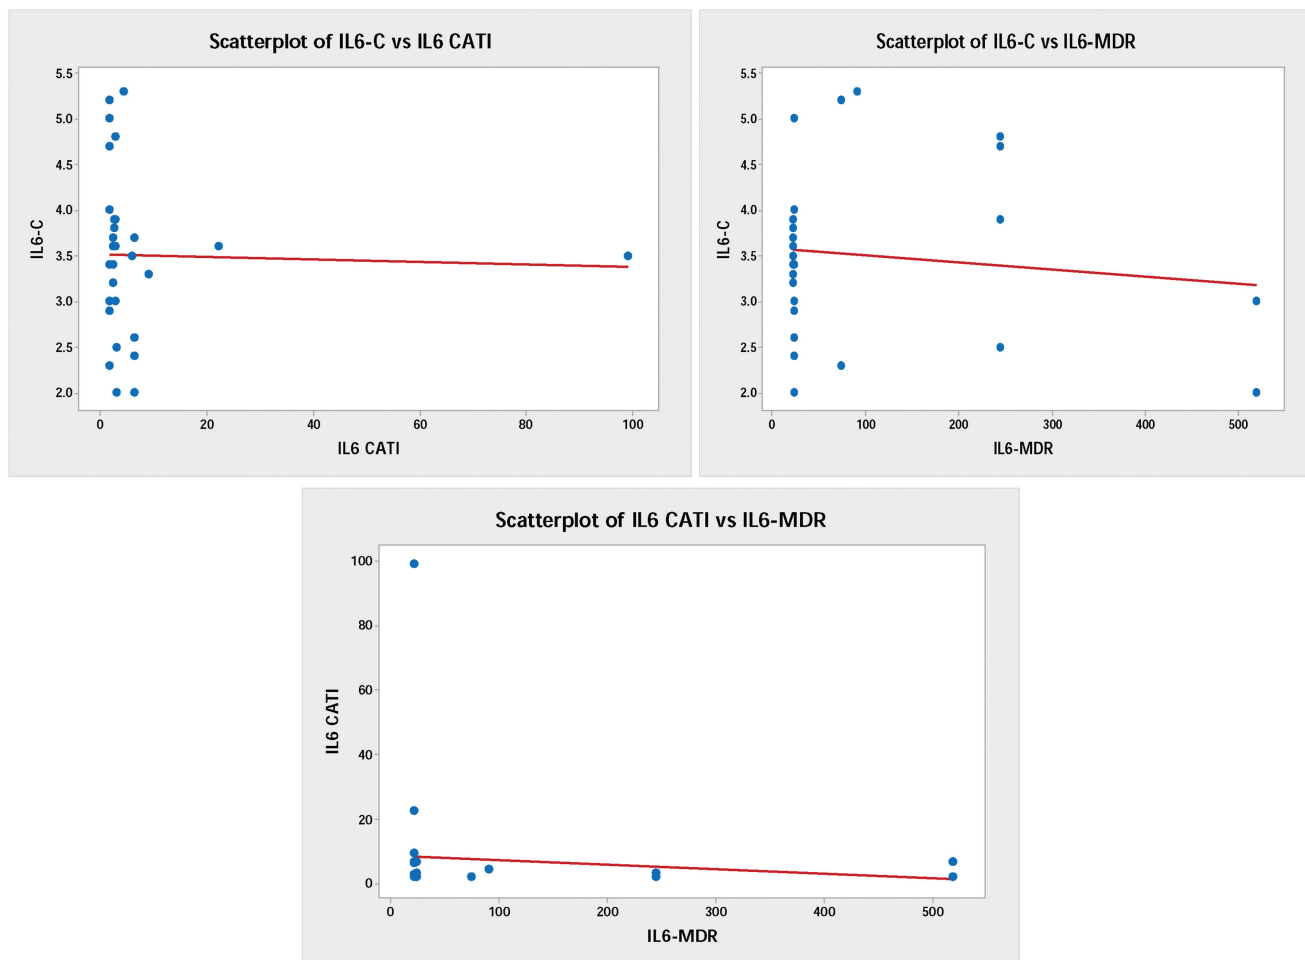 Scatterplot of IL6-C vs IL6 CATI
5.5
5.0
4.5
4.0
3.5
3.0
2.5
2.0
IL6-C
0 20 40 60 80 100
IL6 CATI
Scatterplot of IL6-C vs IL6-MDR
5.5
5.0
4.5
4.0
3.5
3.0
2.5
2.0
IL6-C
0 100 200 300 400 500
IL6-MDR
Scatterplot of IL6 CATI vs IL6-MDR
100
80
60
40
20
0
IL6 CATI
0 100 200 300 400 500
IL6-MDR